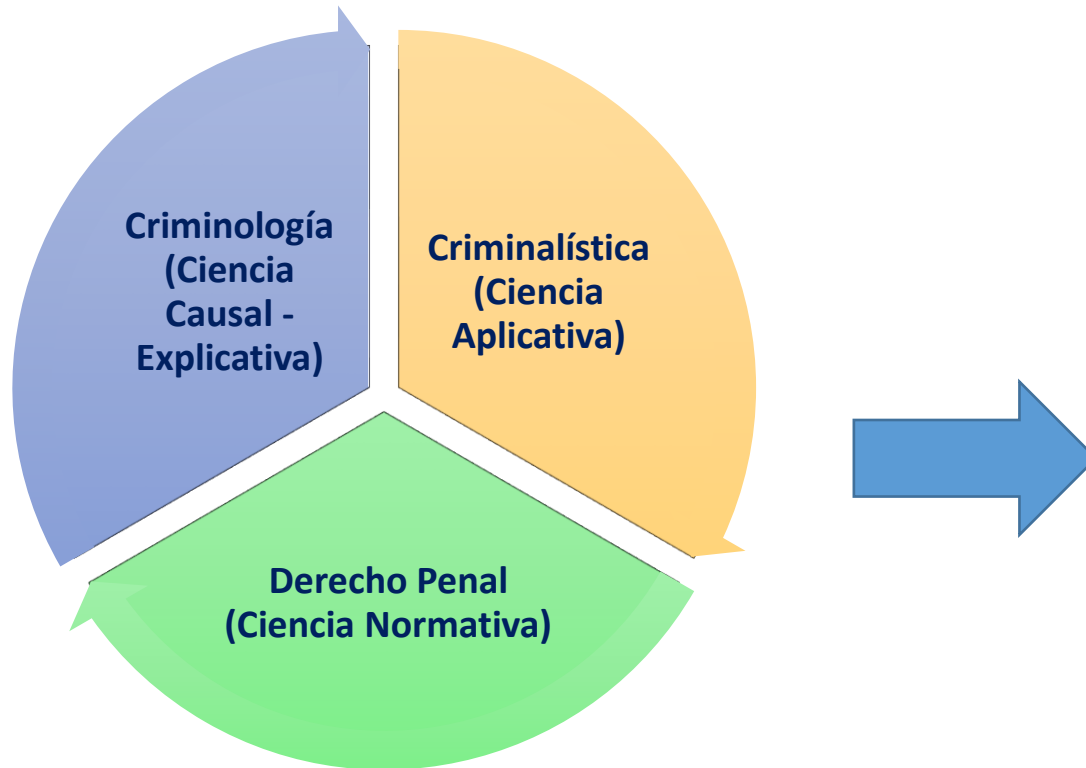 Criminología
(Ciencia
Causal -
Explicativa)
Criminalística
(Ciencia
Aplicativa)
Derecho Penal
(Ciencia Normativa)